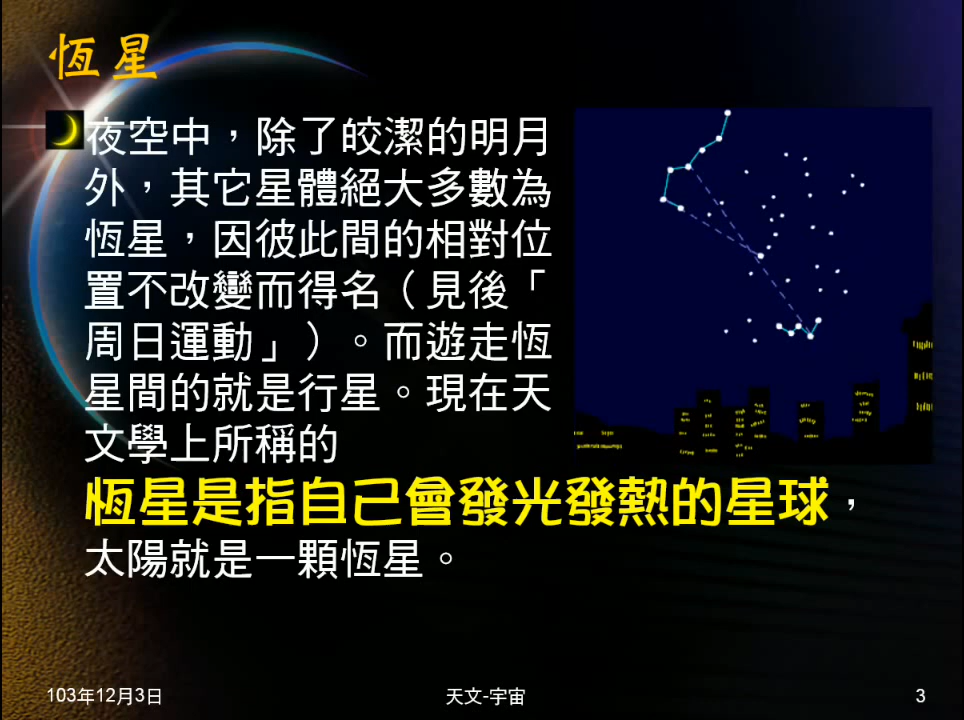 恆星
夜空中，除了皎潔的明月
外，其它星體絕大多數為
恆星，因彼此間的相對位
置不改變而得名（見後「
周日運動」）。而遊走恆
星間的就是行星。現在天
文學上所稱的
恆星是指自己會發光發熱的星球，
太陽就是一顆恆星。
103年12月3日
天文-宇宙
3